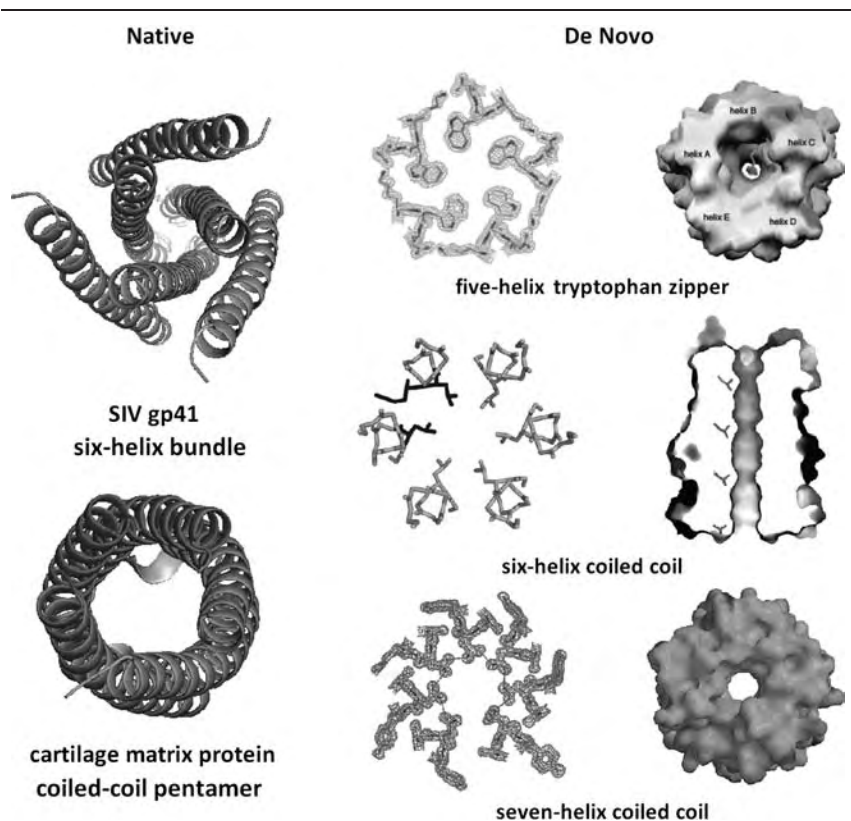 Native
De Novo
helix B
helix A
helix C
helix E
helix D
five-helix tryptophan zipper
SIV gp41
six-helix bundle
six-helix coiled coil
cartilage matrix protein
coiled-coil pentamer
seven-helix coiled coil